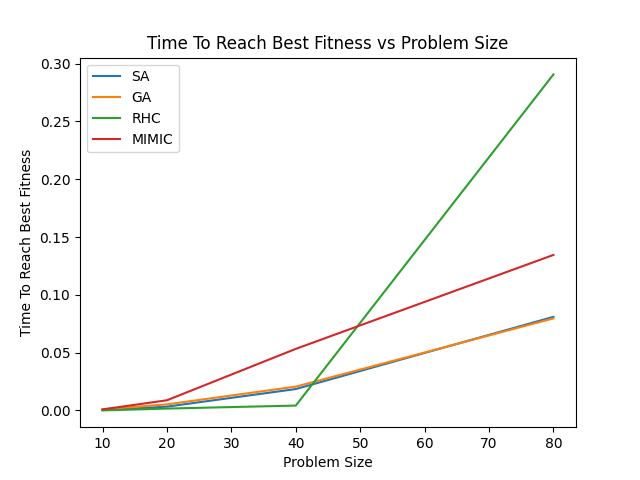 Time To Reach Best Fitness vs Problem Size
SA
GA
RHC
MIMIC
Time To Reach Best Fitness
0.30
0.25
0.20
0.15
0.10
0.05
0.00
10 20 30 40 50 60 70 80
Problem Size